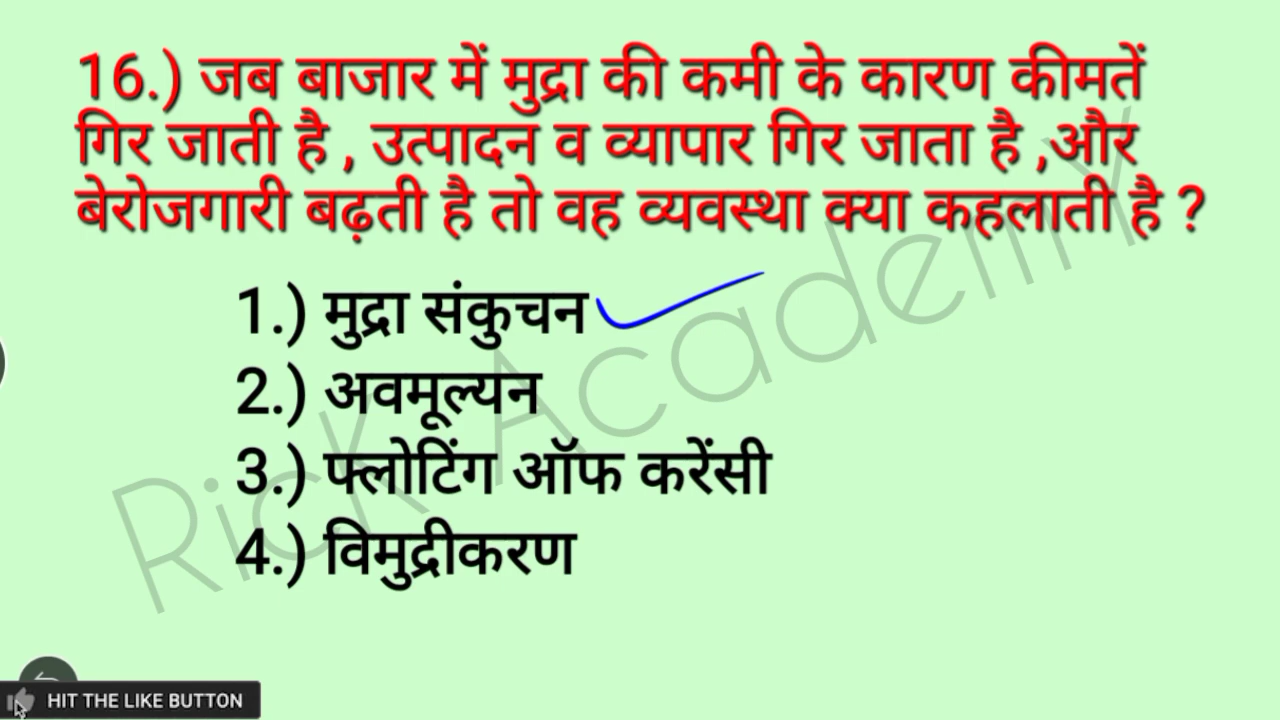 16.) जब बाजार में मुद्रा की कमी के कारण कीमतें
गिर जाती है , उत्पादन व व्यापार गिर जाता है ,और
बेरोजगारी बढ़ती है तो वह व्यवस्था क्या कहलाती है ?
1.) मुद्रा संकुचन
2.) अवमूल्यन
3.) फ्लोटिंग ऑफ करेंसी
4.) विमुद्रीकरण
Rick AcademY
HIT THE LIKE BUTTON